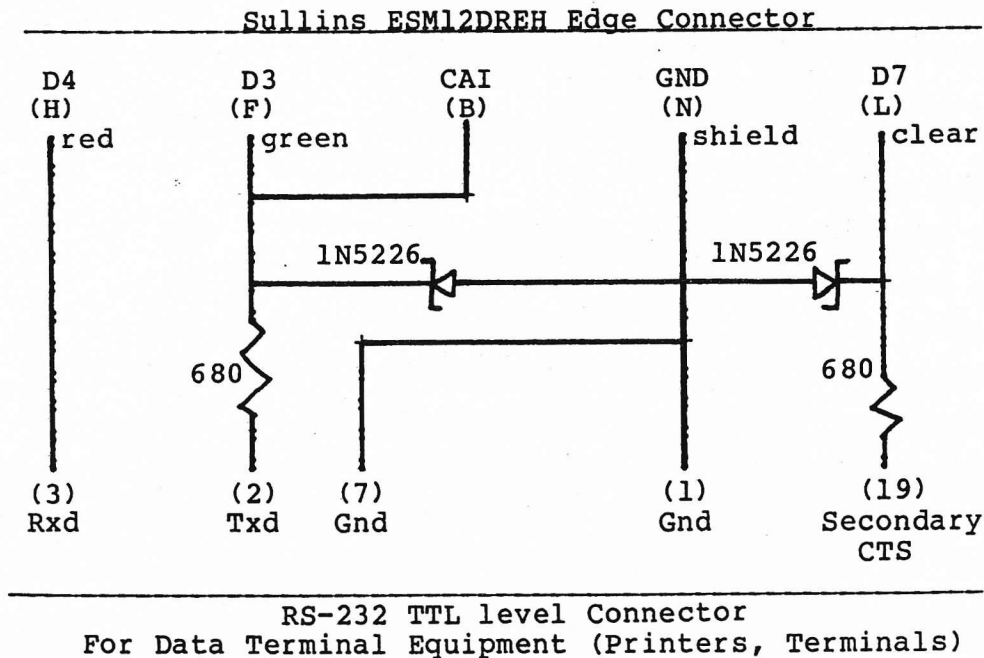 Sullins ESM12DREH Edge Connector
D4 D3 CAI GND D7
(H) (F) (B) (N) (L)
red green shield clear
1N5226 1N5226
680 680
(3) (2) (7) (1) (19)
Rxd Txd Gnd Gnd Secondary
CTS
RS-232 TTL level Connector
For Data Terminal Equipment (Printers, Terminals)